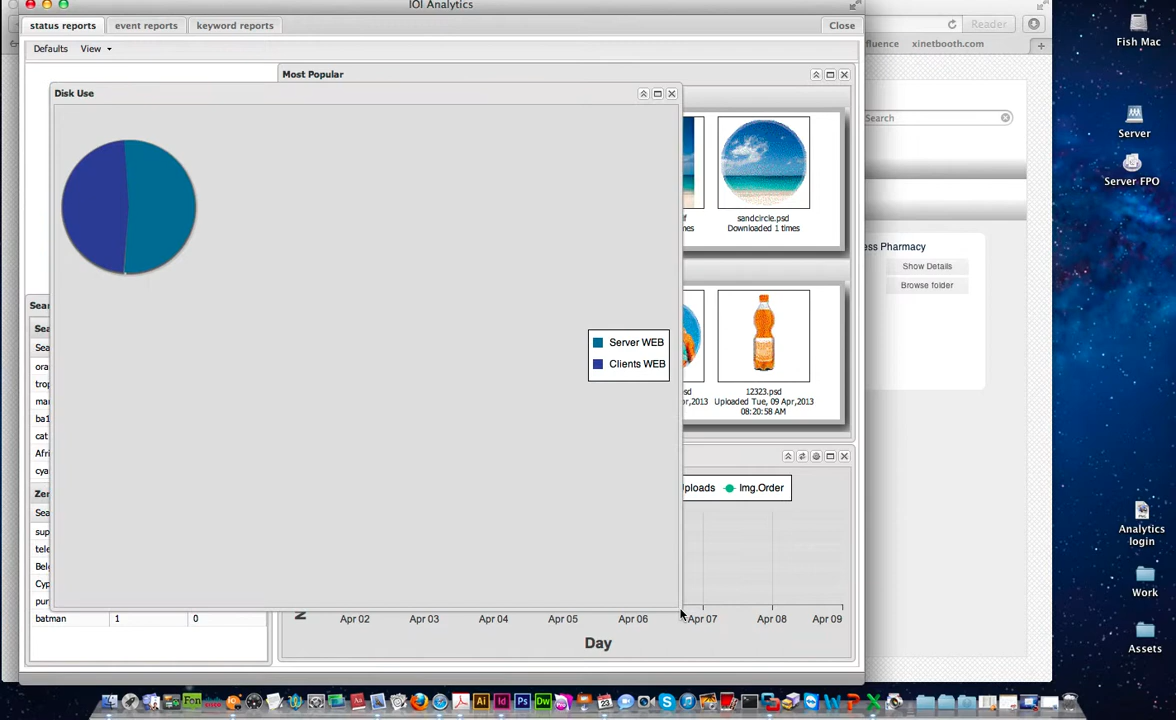 IOI Analytics
status reports
event reports
keyword reports
Close
Defaults
View
Most Popular
Disk Use
Server WEB
Clients WEB
sandcircle.psd
Downloaded 1 times
12323.psd
Uploaded Tue, 09 Apr,2013
08:20:58 AM
Img.Order
batman 1 0
Apr 02 Apr 03 Apr 04 Apr 05 Apr 06 Apr 07 Apr 08 Apr 09
Day
Reader
xinetbooth.com
Search
Pharmacy
Show Details
Browse folder
Fish Mac
Server
Server FPO
Analytics
login
Work
Assets